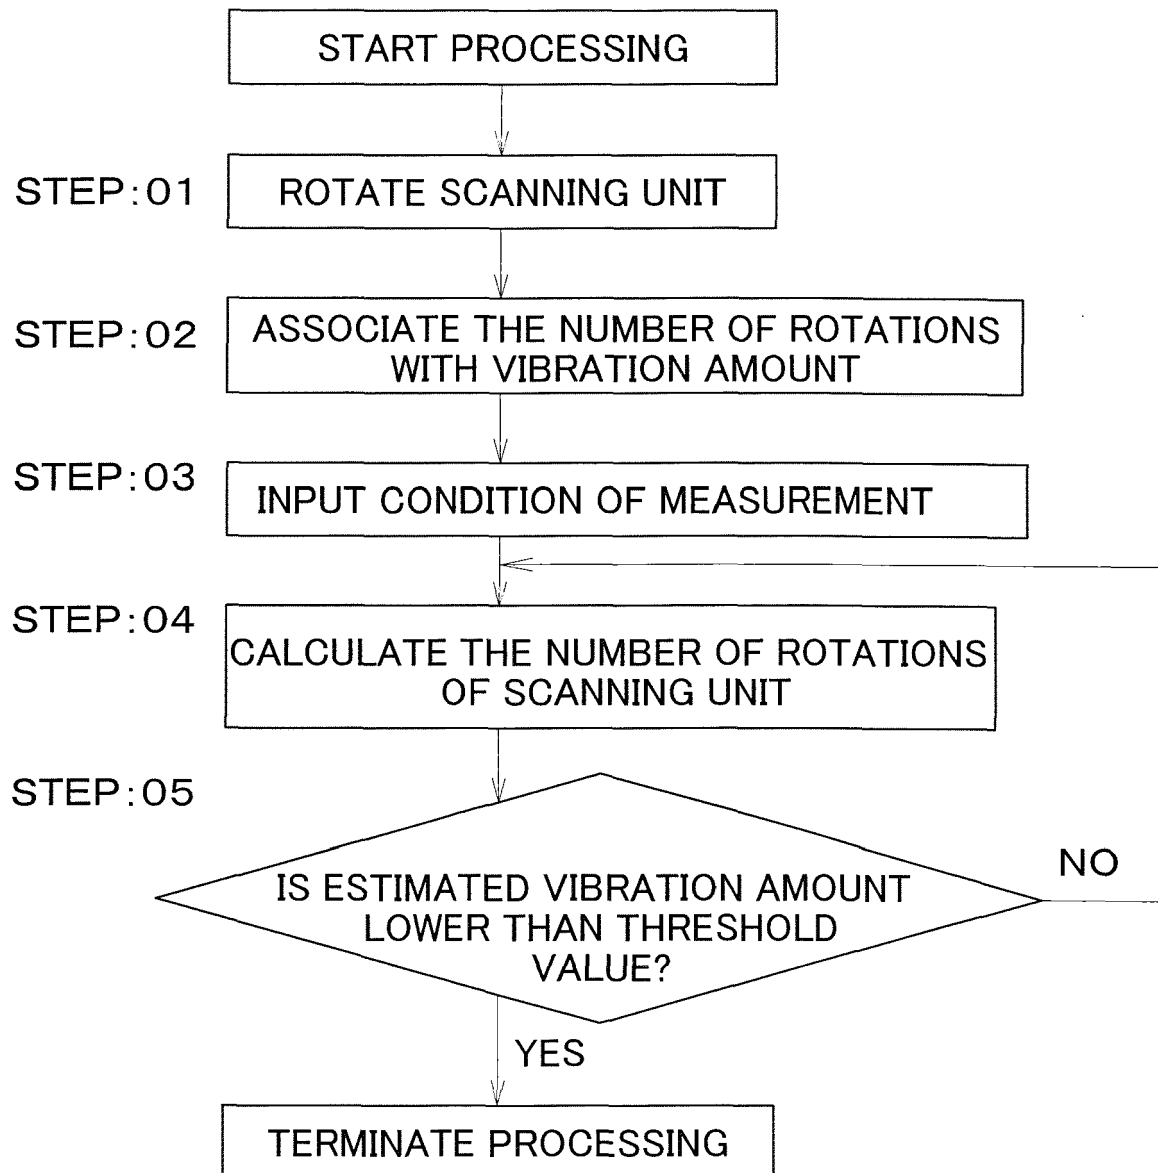 START PROCESSING
STEP:01
ROTATE SCANNING UNIT
STEP:02
ASSOCIATE THE NUMBER OF ROTATIONS
WITH VIBRATION AMOUNT
STEP:03
INPUT CONDITION OF MEASUREMENT
STEP:04
CALCULATE THE NUMBER OF ROTATIONS
OF SCANNING UNIT
STEP:05
IS ESTIMATED VIBRATION AMOUNT
LOWER THAN THRESHOLD
VALUE?
NO
YES
TERMINATE PROCESSING